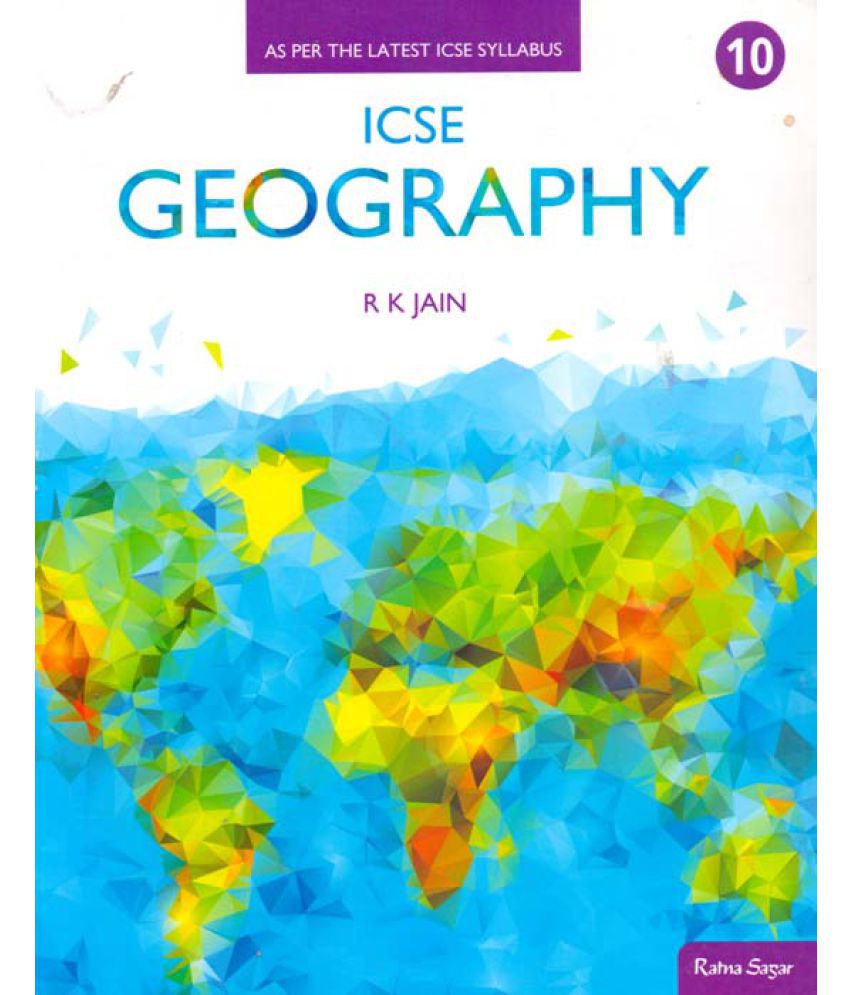 AS PER THE LATEST ICSE SYLLABUS
10
ICSE
GEOGRAPHY
R K JAIN
Ratna Sagar